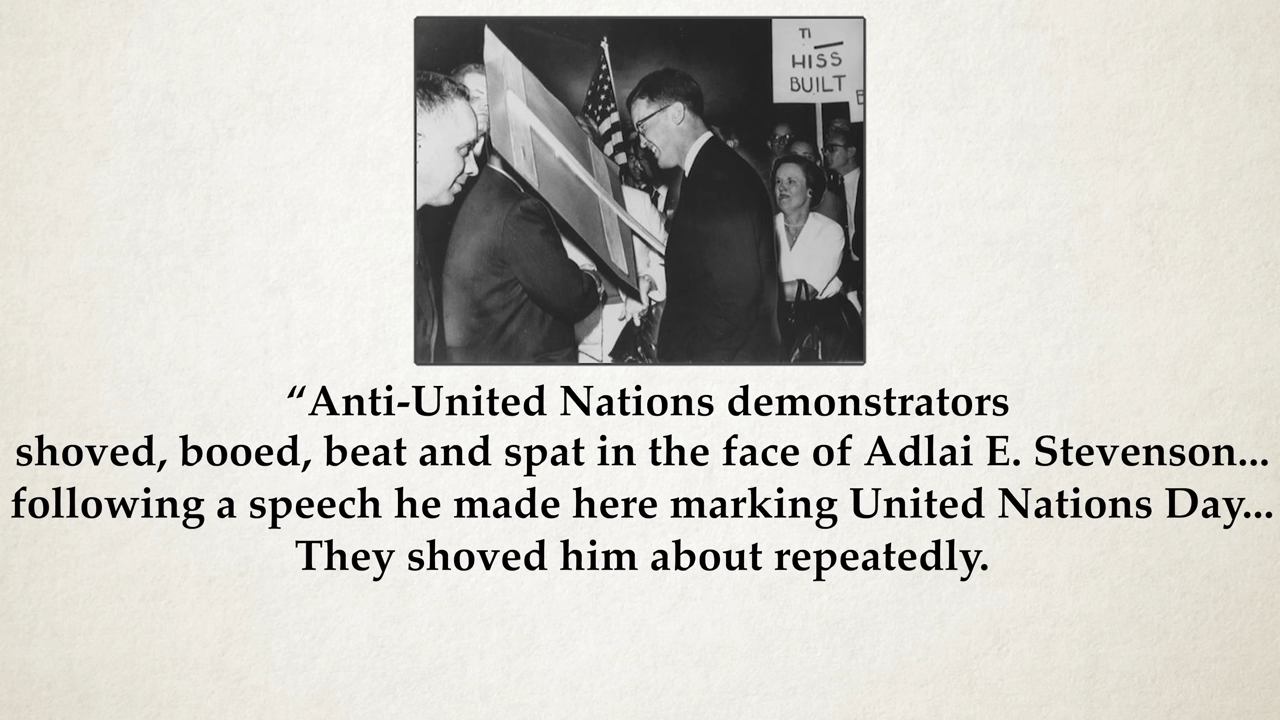 TI
HISS
BUILT
E
“Anti-United Nations demonstrators
shoved, booed, beat and spat in the face of Adlai E. Stevenson...
following a speech he made here marking United Nations Day...
They shoved him about repeatedly.